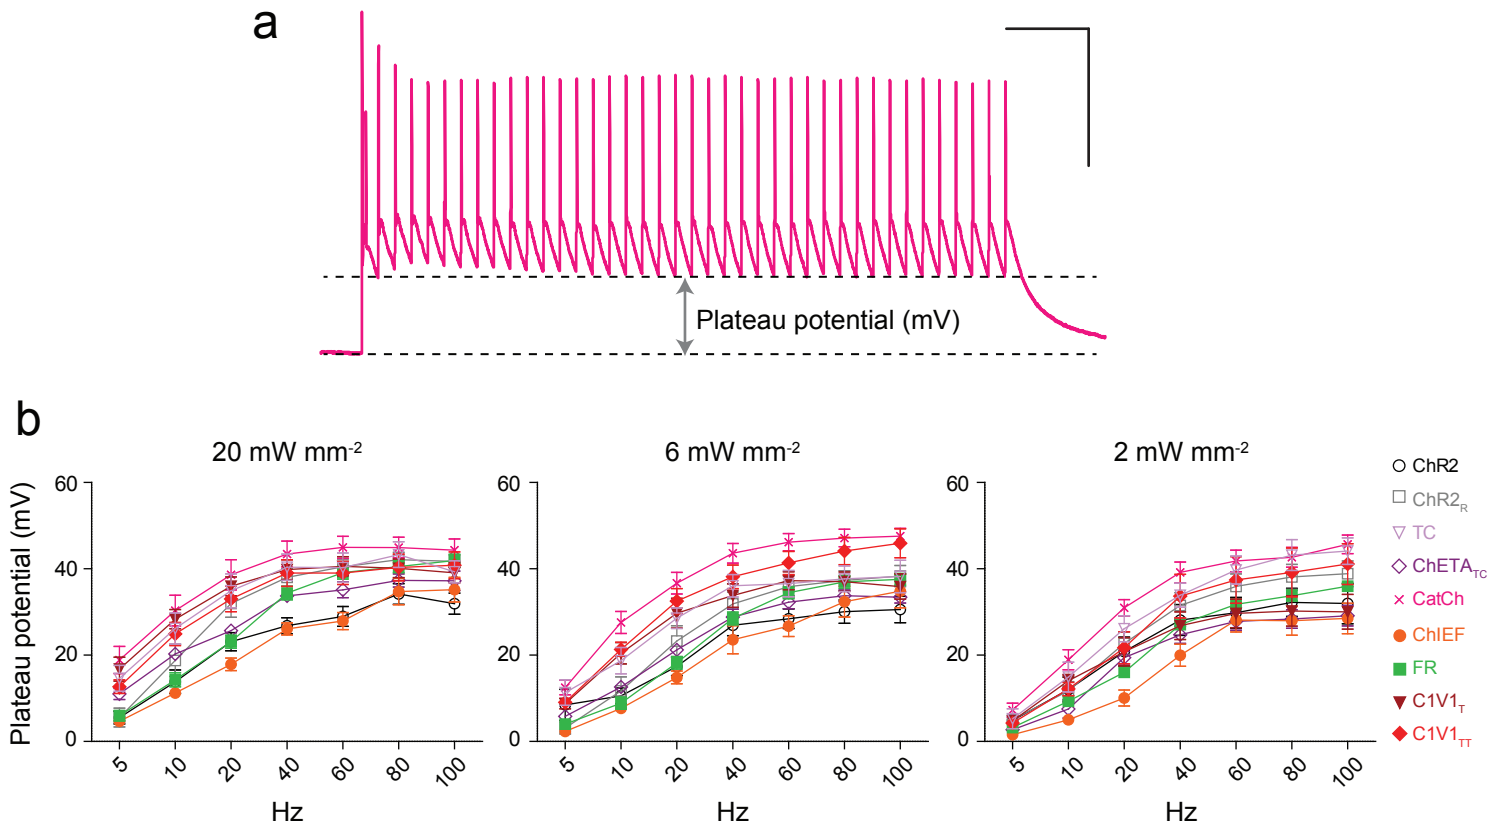 a
Plateau potential (mV)
b
20 mW mm-2
6 mW mm-2
2 mW mm-2
Plateau potential (mV)
60
40
20
0
5 10 20 40 60 80 100
Hz
60
40
20
0
5 10 20 40 60 80 100
Hz
60
40
20
0
5 10 20 40 60 80 100
Hz
ChR2
ChR2R
TC
ChETATC
CatCh
ChIEF
FR
C1V1T
C1V1TT